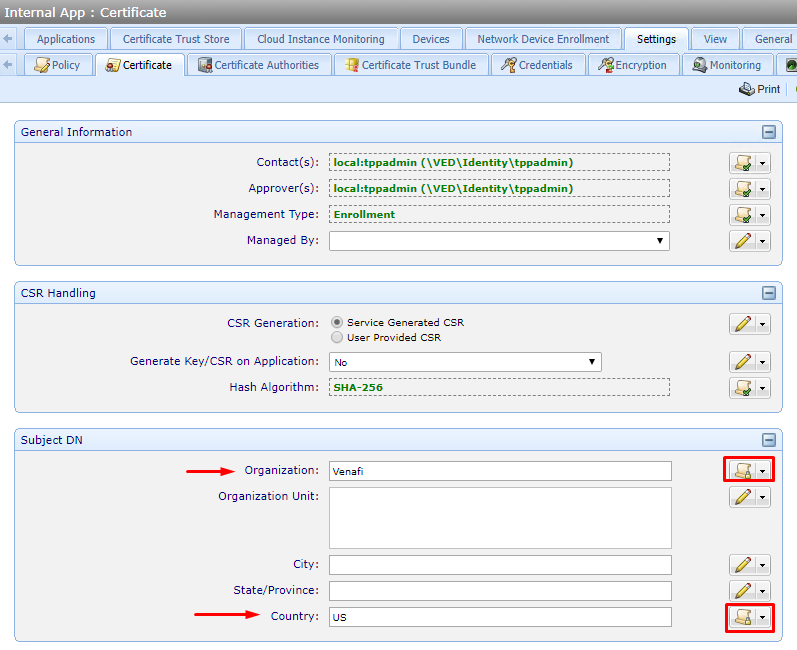 Internal App : Certificate
Applications Certificate Trust Store Cloud Instance Monitoring Devices Network Device Enrollment Settings View General
Policy Certificate Certificate Authorities Certificate Trust Bundle Credentials Encryption Monitoring
Print
General Information
Contact(s): local:tppadmin (\VED\Identity\tppadmin)
Approver(s): local:tppadmin (\VED\Identity\tppadmin)
Management Type: Enrollment
Managed By:
CSR Handling
CSR Generation: Service Generated CSR
User Provided CSR
Generate Key/CSR on Application: No
Hash Algorithm: SHA-256
Subject DN
Organization: Venafi
Organization Unit:
City:
State/Province:
Country: US